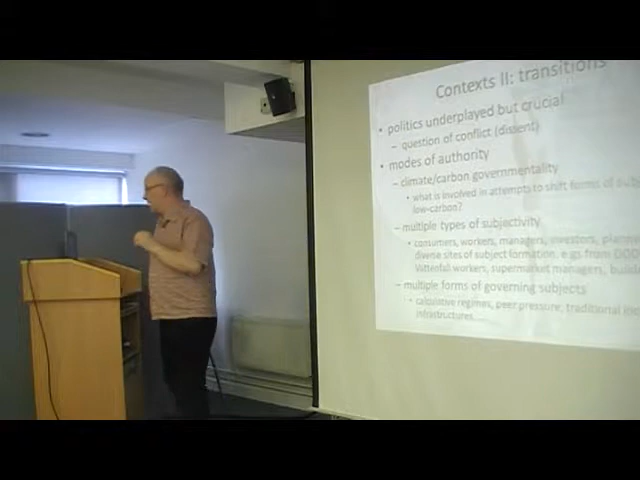 Contexts II: transitions
• politics underplayed but crucial
– question of conflict (dissent)
• modes of authority
– climate/carbon governmentality
• what is involved in attempts to shift forms of
low-carbon?
– multiple types of subjectivity
• consumers, workers, managers, investors,
diverse sites of subject formation. e.gs from
Vattenfall workers, supermarket managers,
– multiple forms of governing subjects
• calculative regimes, peer pressure, traditional
infrastructures